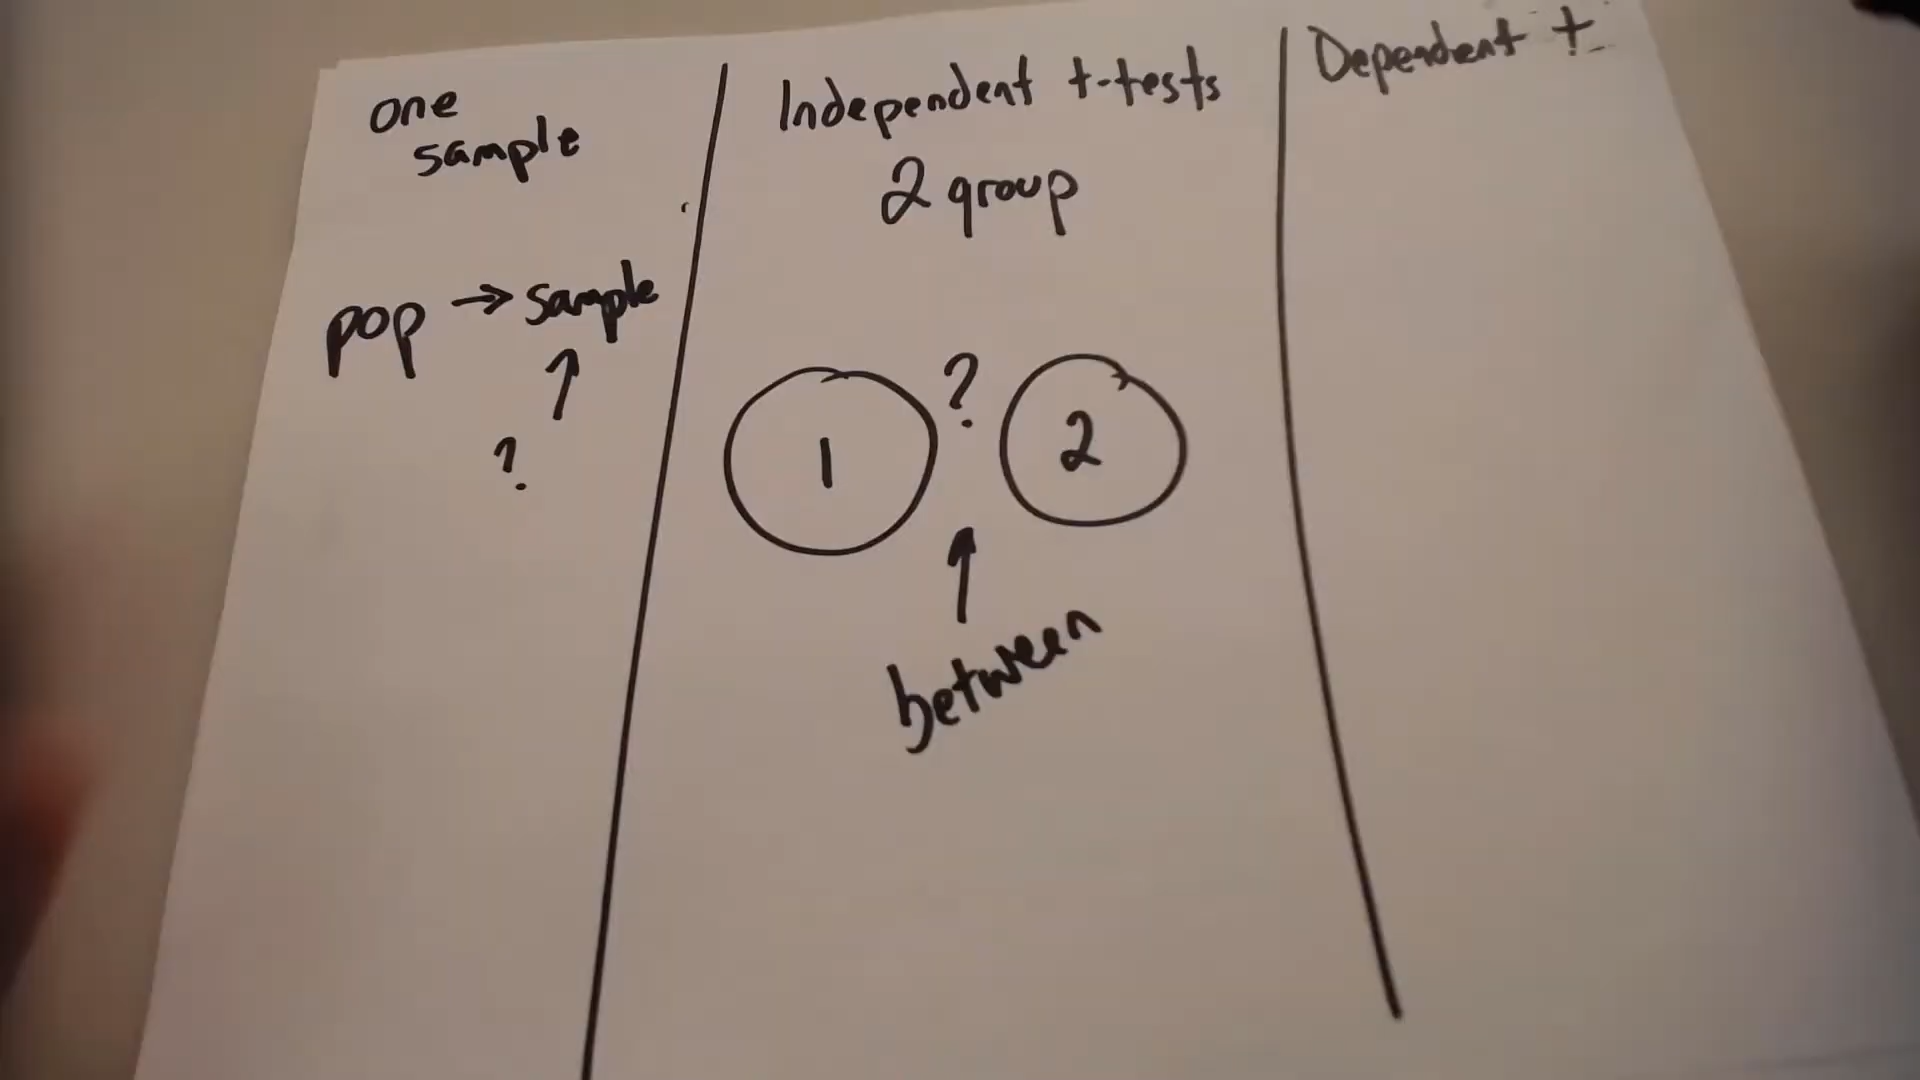 one
sample
pop → sample
↑
?
Independent t-tests
2 group
1 ? 2
↑
between
Dependent t